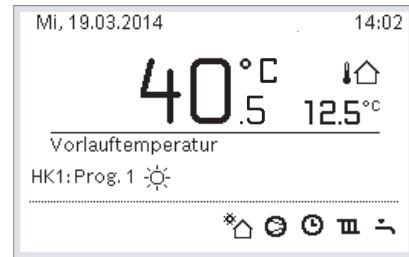 Mi, 19.03.2014 14:02
40.5 °C
12.5°C
Vorlauftemperatur
HK1: Prog. 1